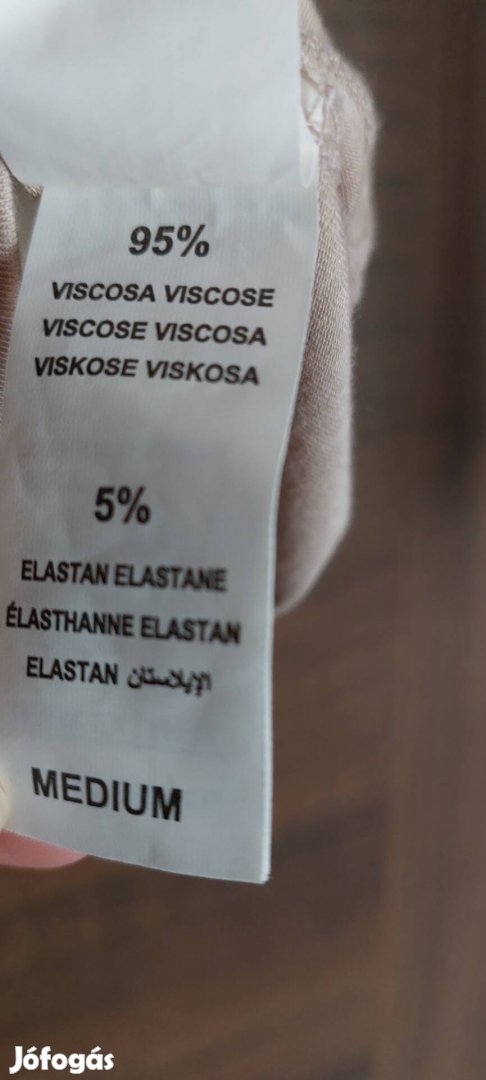 95%
VISCOSA VISCOSE
VISCOSE VISCOSA
VISKOSE VISKOSA
5%
ELASTAN ELASTANE
ÉLASTHANNE ELASTAN
ELASTAN الإيلاستان
MEDIUM
Jófogás